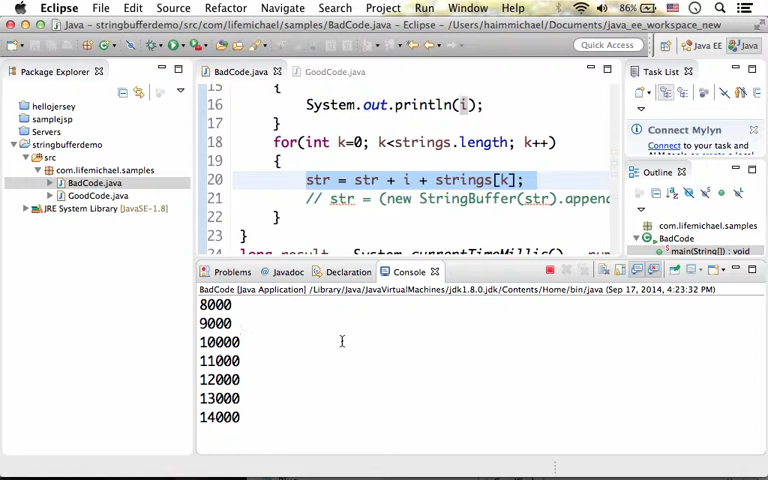 Eclipse File Edit Source Refactor Navigate Search Project Run Window Help 86%
Java – stringbufferdemo/src/com/lifemichael/samples/BadCode.java – Eclipse – /Users/haimmichael/Documents/java_ee_workspace_new
Quick Access Java EE Java
Package Explorer
hellojersey
samplejsp
Servers
stringbufferdemo
src
com.lifemichael.samples
BadCode.java
GoodCode.java
JRE System Library [JavaSE-1.8]
BadCode.java GoodCode.java
15 {
16 System.out.println(i);
17 }
18 for(int k=0; k<strings.length; k++)
19 {
20 str = str + i + strings[k];
21 // str = (new StringBuffer(str).append
22 }
23 }
24 long result = System.currentTimeMillis()
Task List
Connect Mylyn
Connect to your task and
Outline
com.lifemichael.samples
BadCode
main(String[]) : void
Problems Javadoc Declaration Console
BadCode [Java Application] /Library/Java/JavaVirtualMachines/jdk1.8.0.jdk/Contents/Home/bin/java (Sep 17, 2014, 4:23:32 PM)
8000
9000
10000
11000
12000
13000
14000